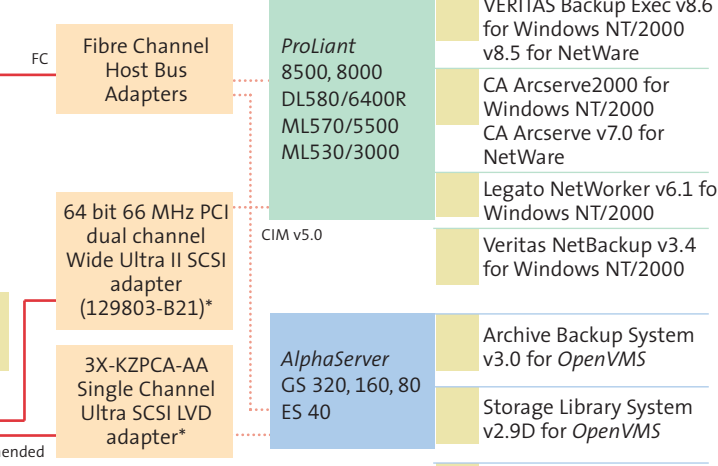 FC
Fibre Channel
Host Bus
Adapters
64 bit 66 MHz PCI
dual channel
Wide Ultra II SCSI
adapter
(129803-B21)*
3X-KZPCA-AA
Single Channel
Ultra SCSI LVD
adapter*
ProLiant
8500, 8000
DL580/6400R
ML570/5500
ML530/3000
CIM v5.0
AlphaServer
GS 320, 160, 80
ES 40
VERITAS Backup Exec v8.6
for Windows NT/2000
v8.5 for NetWare
CA Arcserve2000 for
Windows NT/2000
CA Arcserve v7.0 for
NetWare
Legato NetWorker v6.1 fo
Windows NT/2000
Veritas NetBackup v3.4
for Windows NT/2000
Archive Backup System
v3.0 for OpenVMS
Storage Library System
v2.9D for OpenVMS